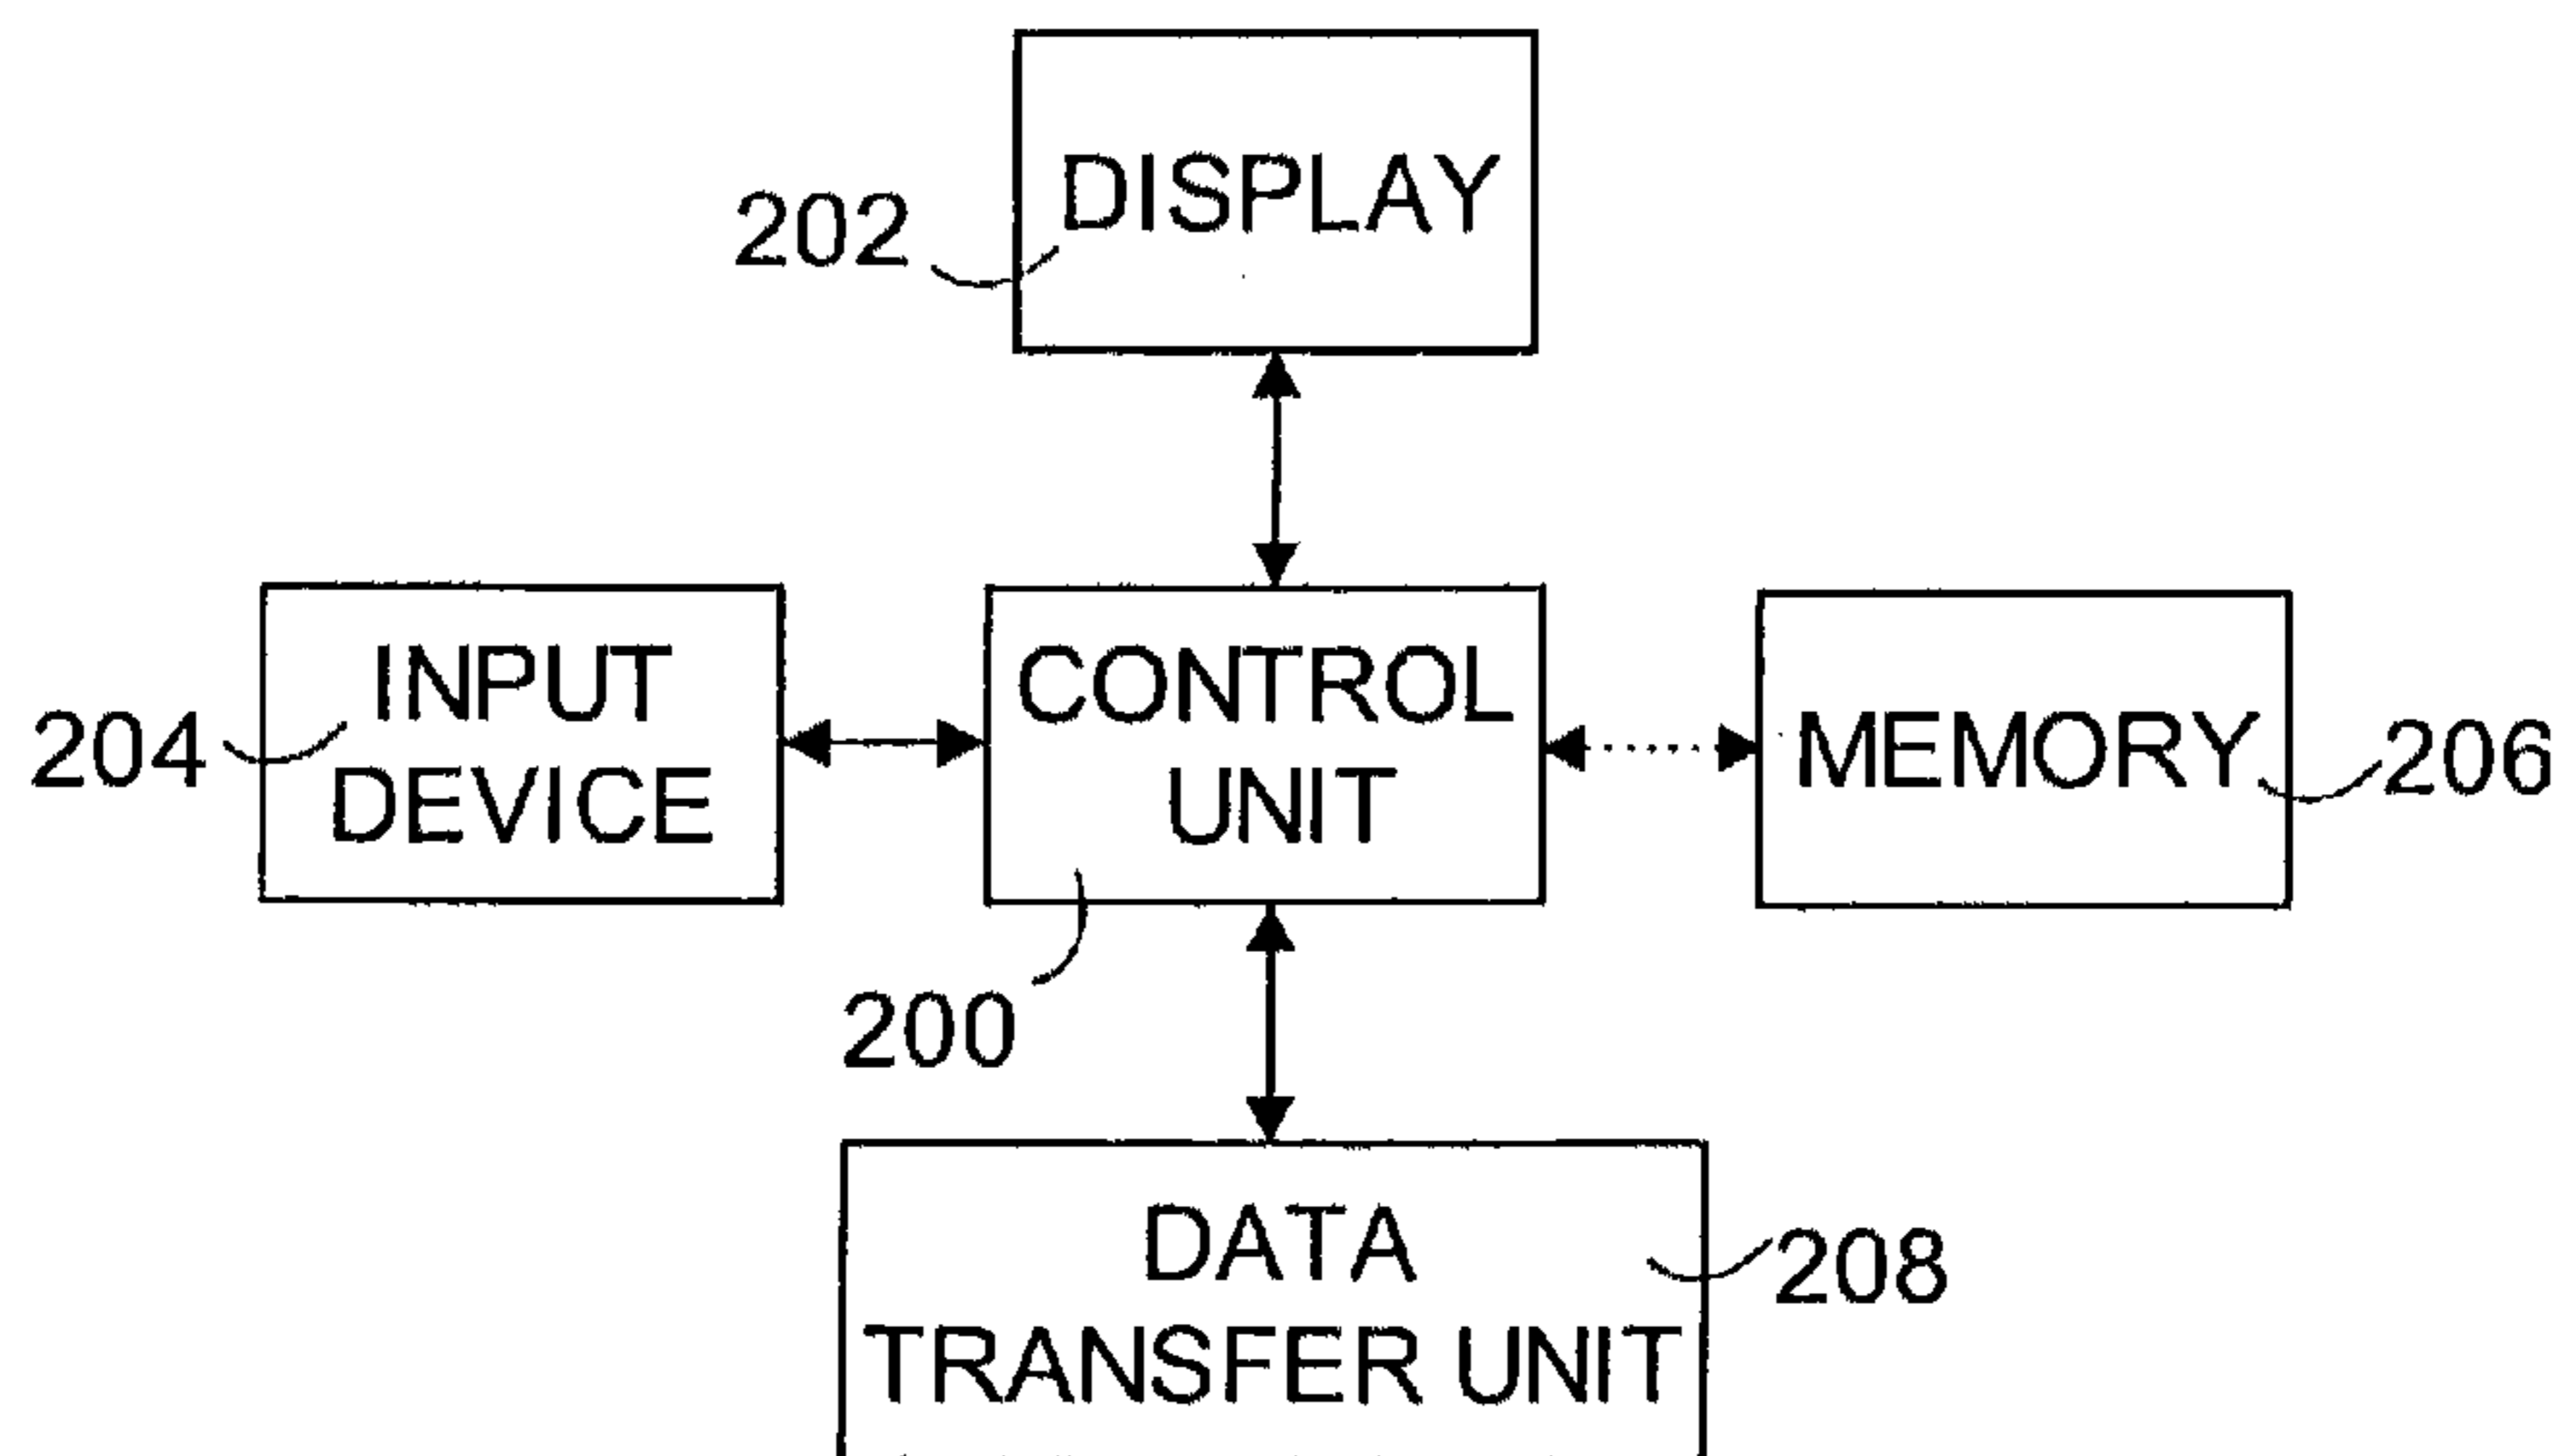 DISPLAY
202
INPUT
DEVICE
204
CONTROL
UNIT
200
MEMORY
206
DATA
TRANSFER UNIT
208